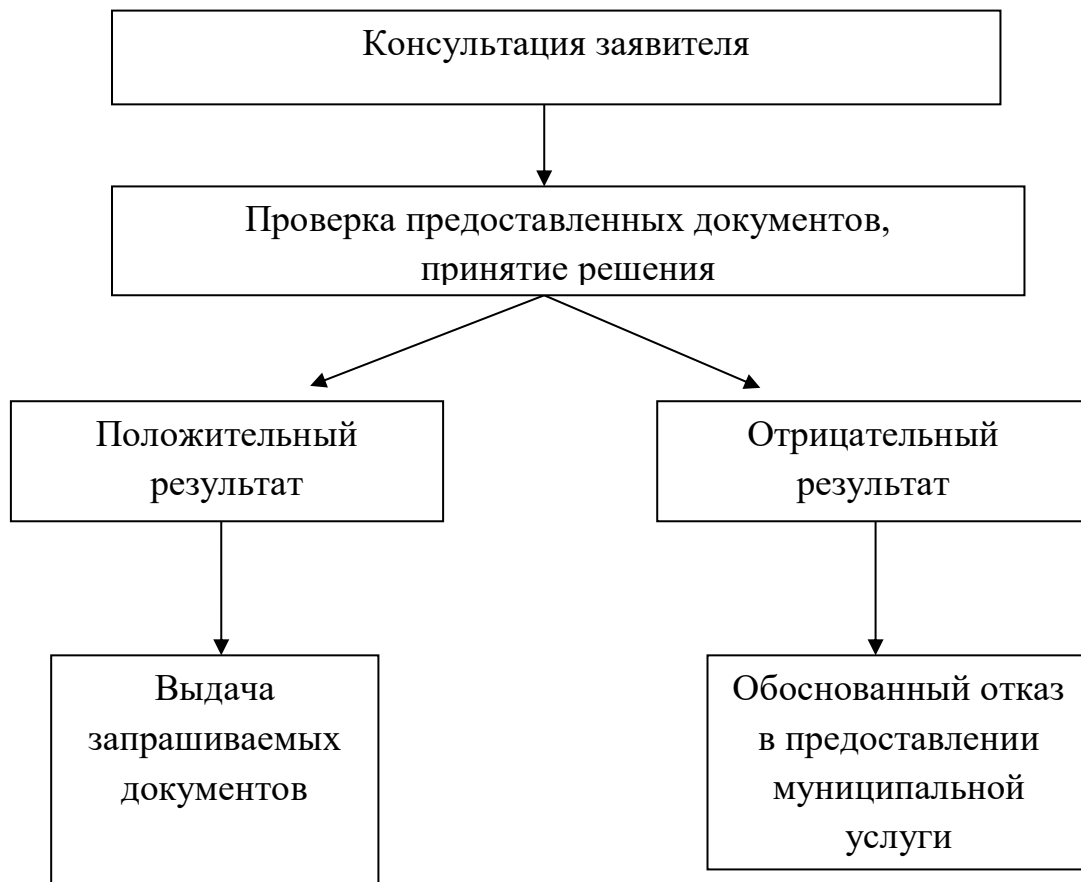 Консультация заявителя
Проверка предоставленных документов,
принятие решения
Положительный
результат
Отрицательный
результат
Выдача
запрашиваемых
документов
Обоснованный отказ
в предоставлении
муниципальной
услуги